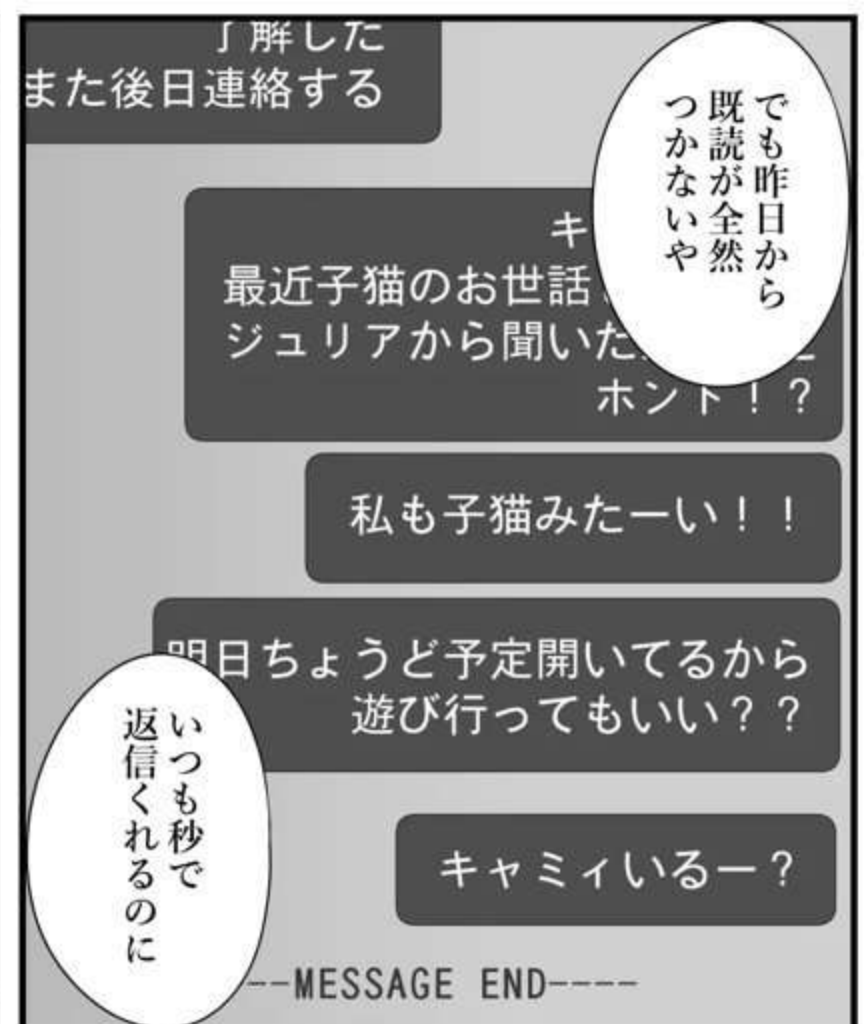 でも昨日から
既読が全然
つかないや
了解した
また後日連絡する
キ
最近子猫のお世話
ジュリアから聞いた
ホント！？
私も子猫みたーい！！
明日ちょうど予定開いてるから
遊び行ってもいい？？
いつも秒で
返信くれるのに
キャミィいるー？
--MESSAGE END----